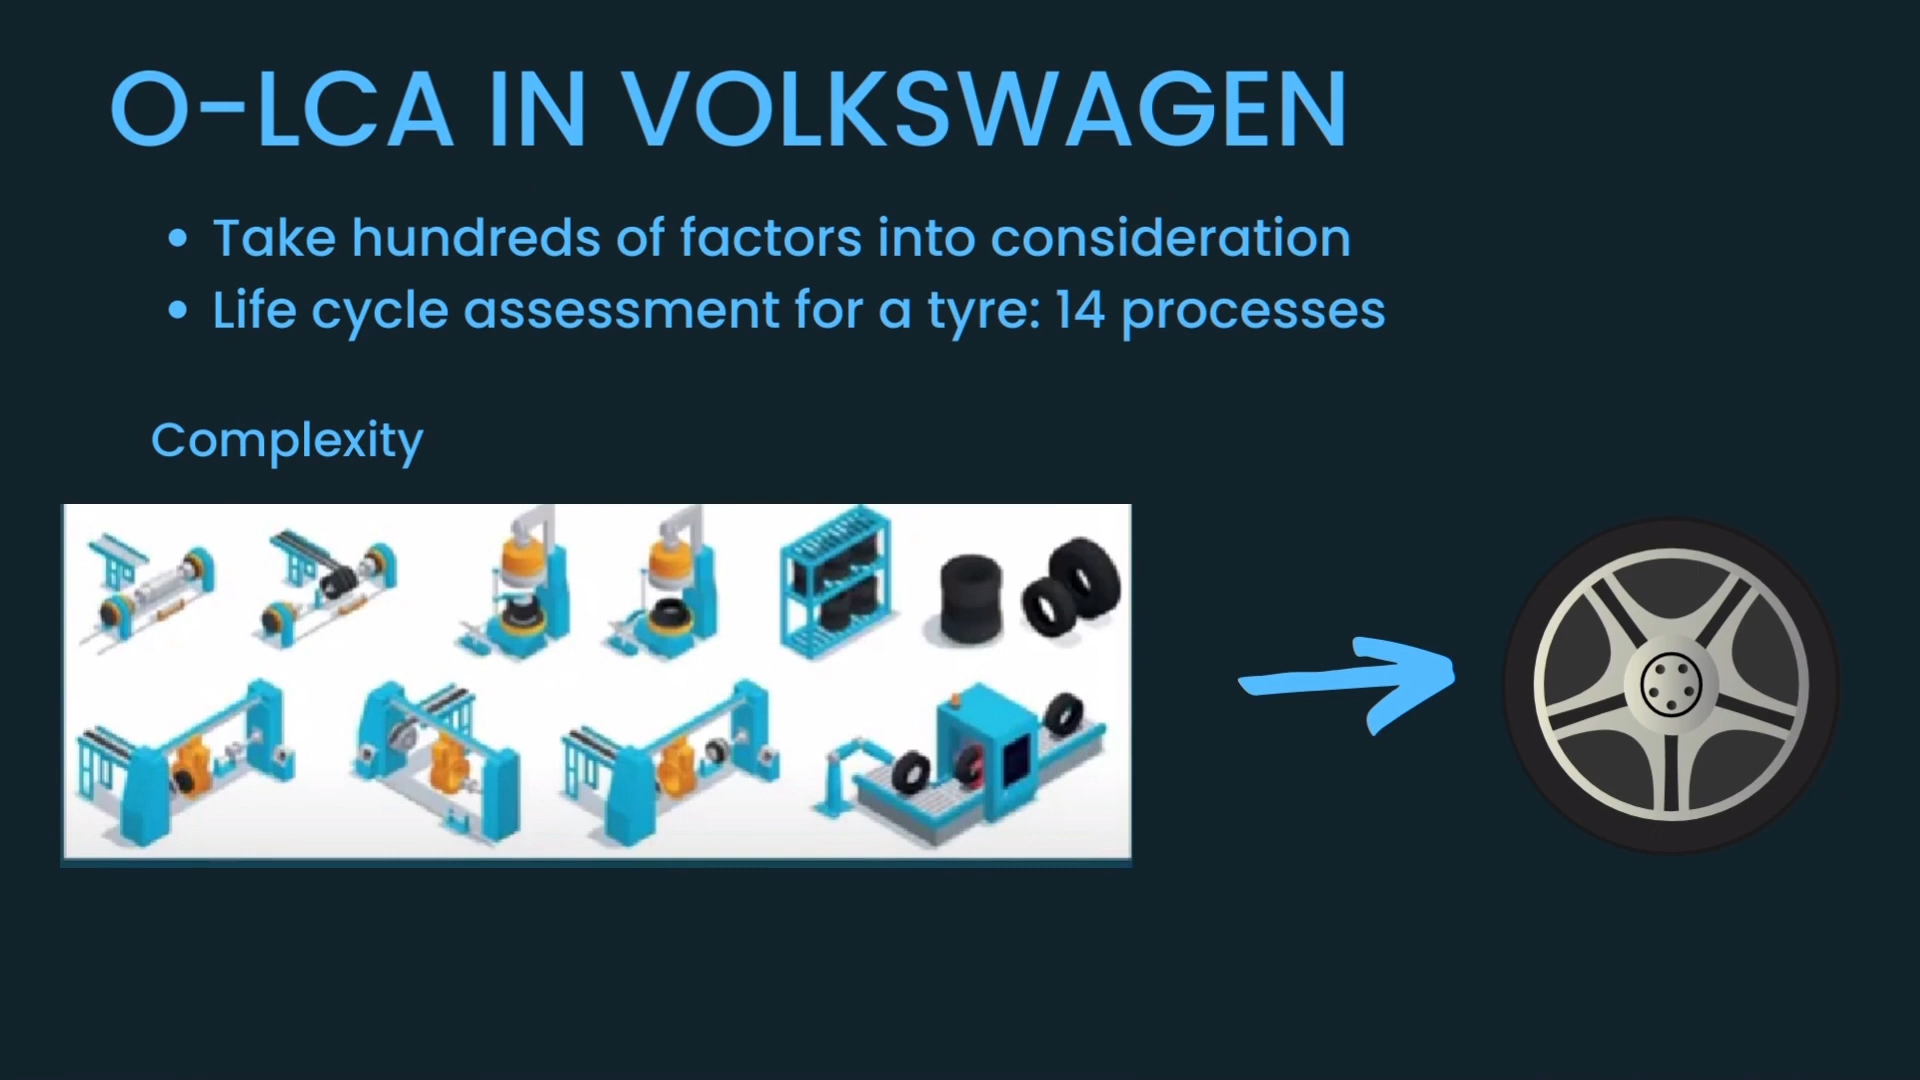 O-LCA IN VOLKSWAGEN
• Take hundreds of factors into consideration
• Life cycle assessment for a tyre: 14 processes
Complexity